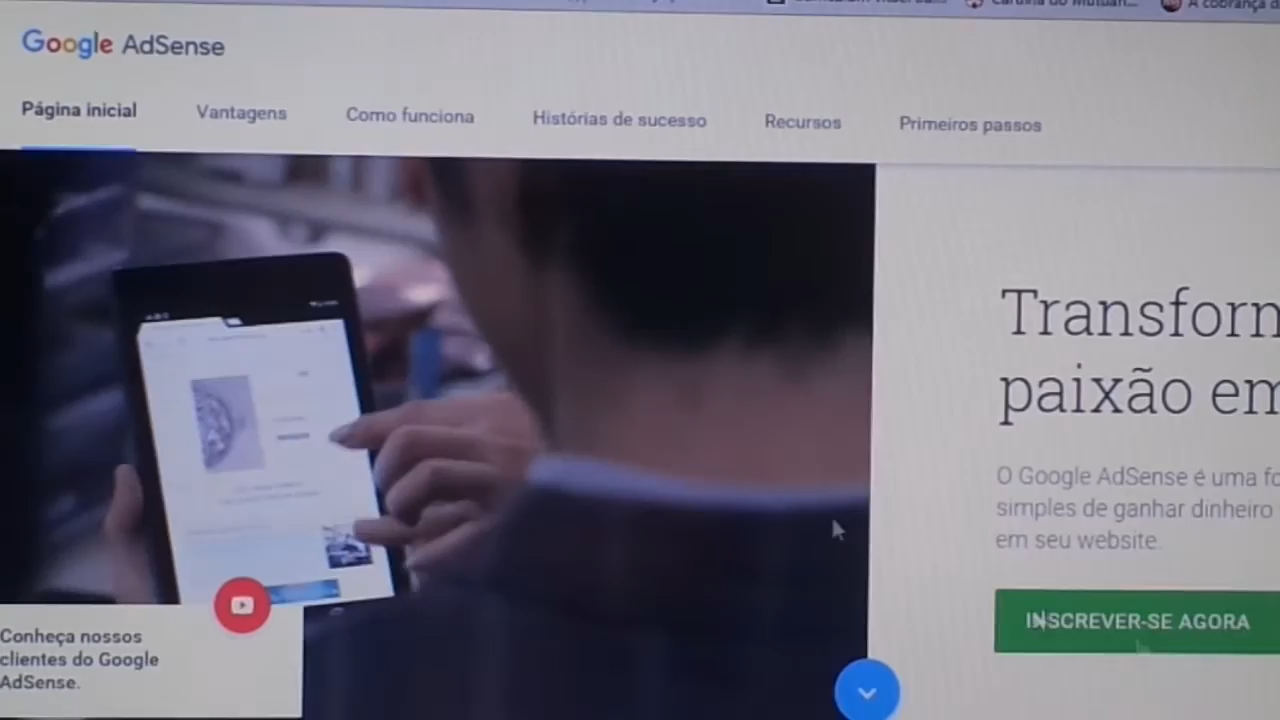 Google AdSense
Página inicial
Vantagens
Como funciona
Histórias de sucesso
Recursos
Primeiros passos
Transforn
paixão em
O Google AdSense é uma fo
simples de ganhar dinheiro
em seu website.
INSCREVER-SE AGORA
Conheça nossos
clientes do Google
AdSense.